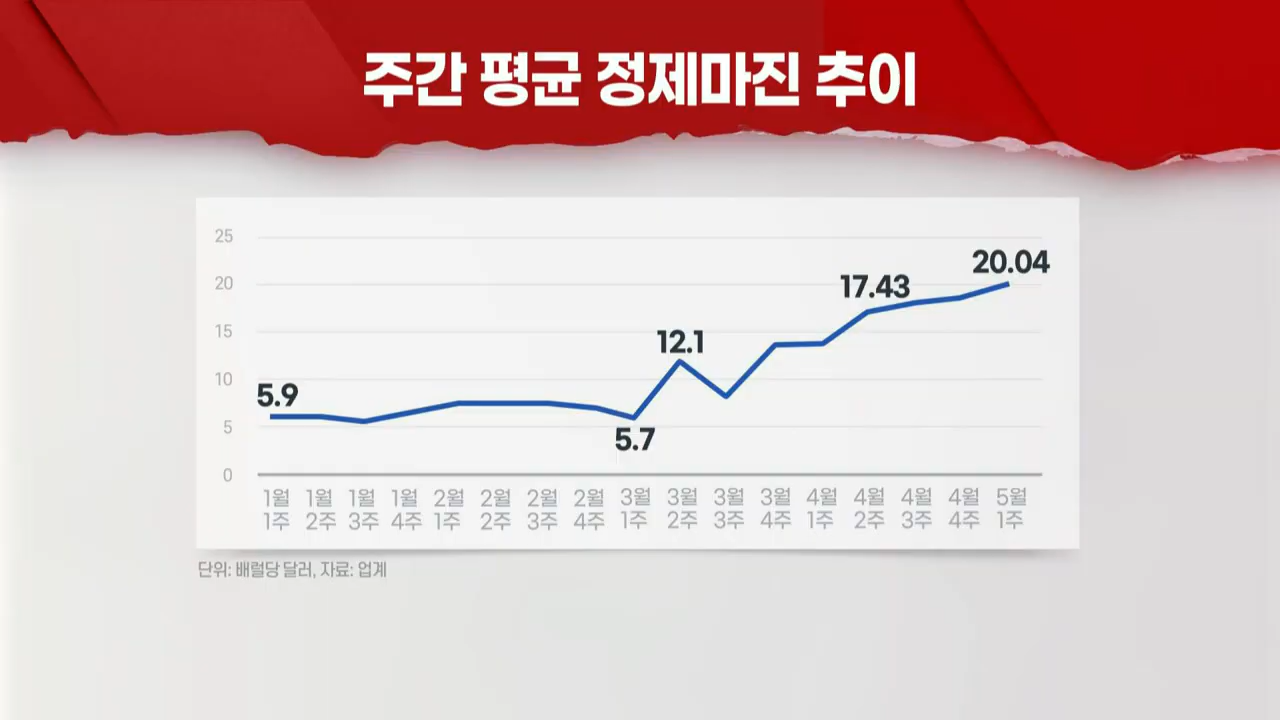 주간 평균 정제마진 추이
25
20
15
10
5
0
5.9
5.7
12.1
17.43
20.04
1월 1월 1월 1월 2월 2월 2월 2월 3월 3월 3월 3월 4월 4월 4월 4월 5월
1주 2주 3주 4주 1주 2주 3주 4주 1주 2주 3주 4주 1주 2주 3주 4주 1주
단위: 배럴당 달러, 자료: 업계